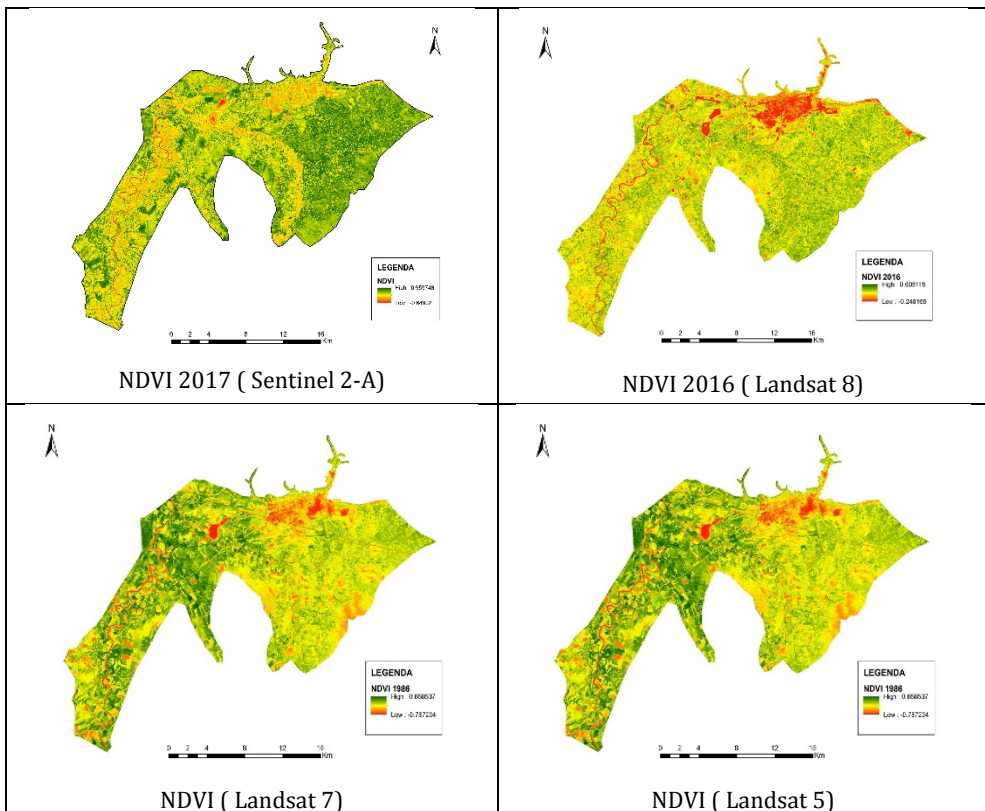 N
LEGENDA
NDVI
High :
Low :
0 2 4 8 12 16
Km
NDVI 2017 ( Sentinel 2-A)
N
LEGENDA
NDVI 2016
High : 0.608115
Low : -0.248166
0 2 4 8 12 16
Km
NDVI 2016 ( Landsat 8)
N
LEGENDA
NDVI 1986
High : 0.858537
Low : -0.787234
0 2 4 8 12 16
Km
NDVI ( Landsat 7)
N
LEGENDA
NDVI 1986
High : 0.858537
Low : -0.787234
0 2 4 8 12 16
Km
NDVI ( Landsat 5)